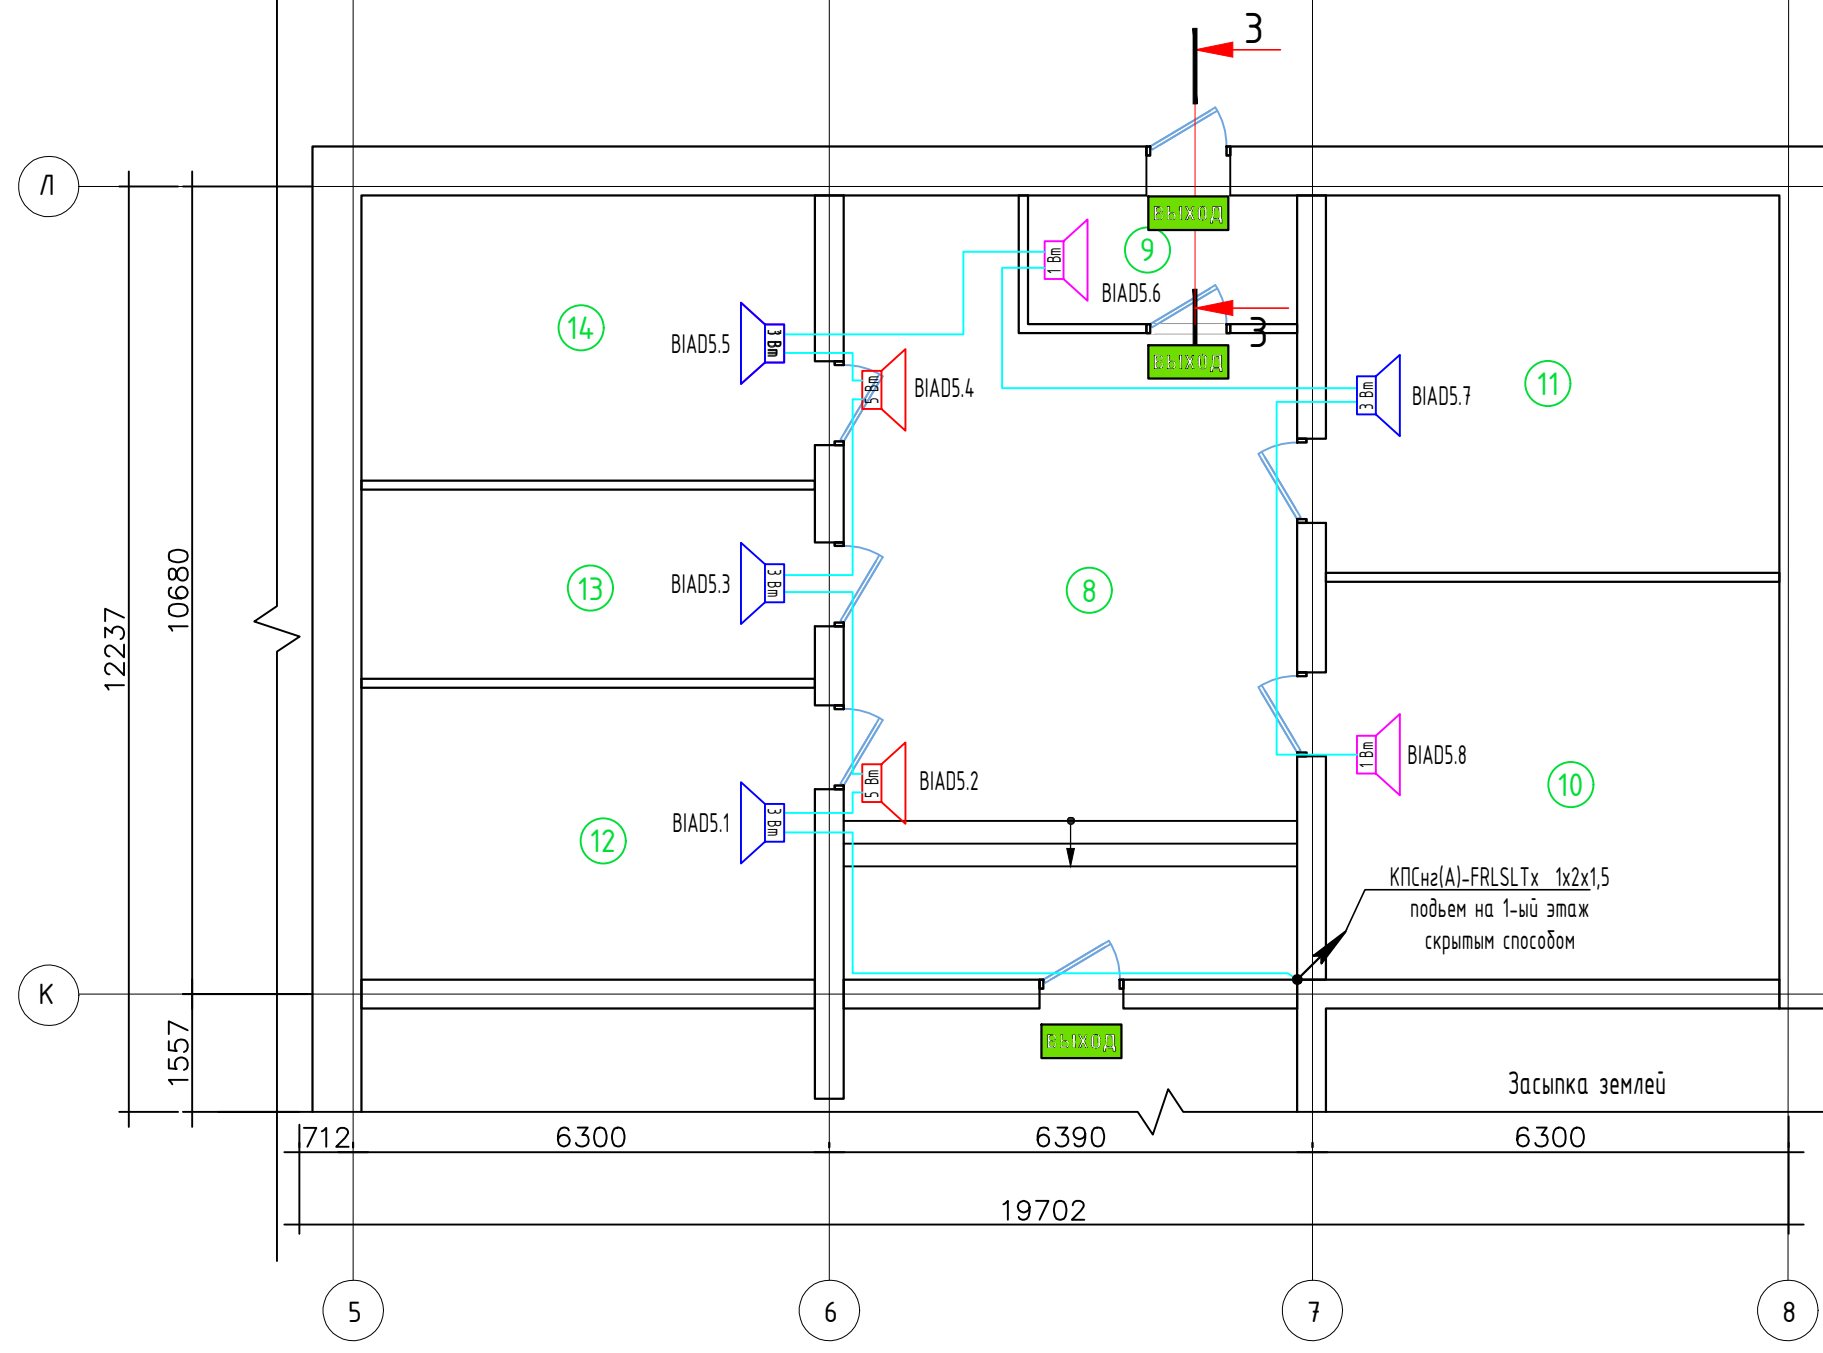 3
Л
ВЫХОД
9
1 Вт
BIAD5.6
14
3 Вт
BIAD5.5
3
ВЫХОД
5 Вт
BIAD5.4
11
3 Вт
BIAD5.7
10680
12237
13
3 Вт
BIAD5.3
8
1 Вт
BIAD5.8
5 Вт
BIAD5.2
10
3 Вт
BIAD5.1
12
КПСнг(А)-FRLSLTx 1х2х1,5
подьем на 1-ый этаж
скрытым способом
К
1557
ВЫХОД
Засыпка землей
712
6300
6390
6300
19702
5
6
7
8